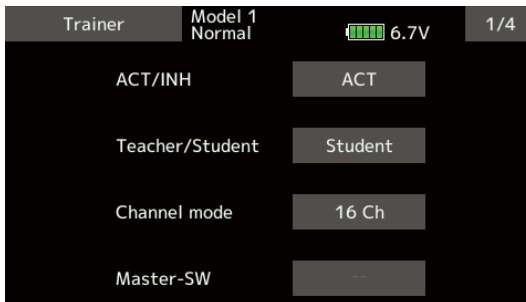 Trainer
Model 1
Normal
6.7V
1/4
ACT/INH ACT
Teacher/Student Student
Channel mode 16 Ch
Master-SW --